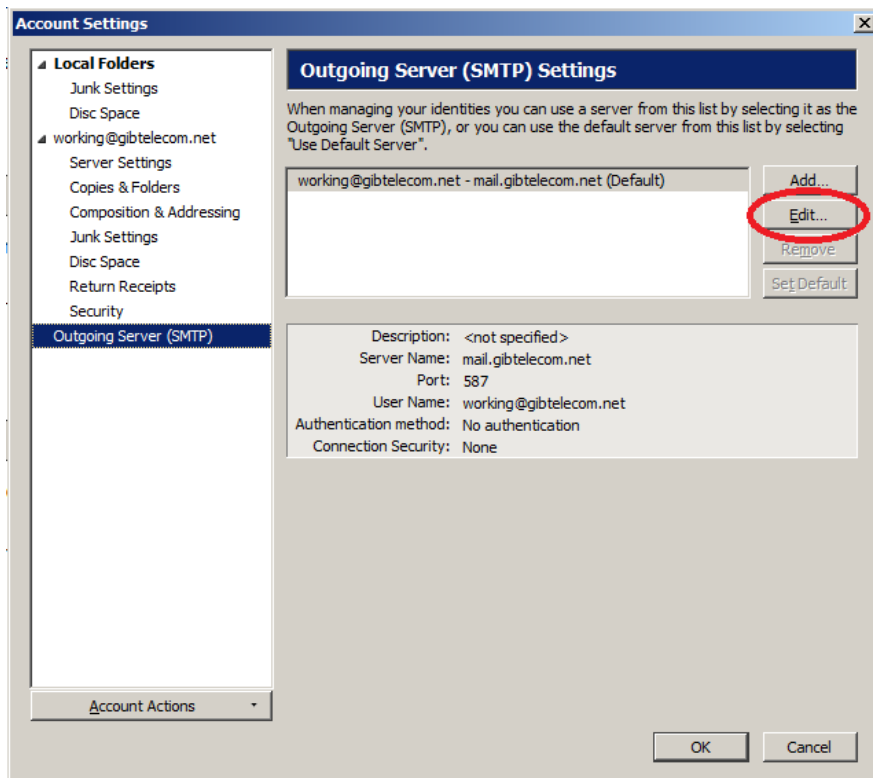 Account Settings
Local Folders
Junk Settings
Disc Space
working@gibtelecom.net
Server Settings
Copies & Folders
Composition & Addressing
Junk Settings
Disc Space
Return Receipts
Security
Outgoing Server (SMTP)
Account Actions
Outgoing Server (SMTP) Settings
When managing your identities you can use a server from this list by selecting it as the
Outgoing Server (SMTP), or you can use the default server from this list by selecting
"Use Default Server".
working@gibtelecom.net - mail.gibtelecom.net (Default)
Add...
Edit...
Remove
Set Default
Description: <not specified>
Server Name: mail.gibtelecom.net
Port: 587
User Name: working@gibtelecom.net
Authentication method: No authentication
Connection Security: None
OK
Cancel